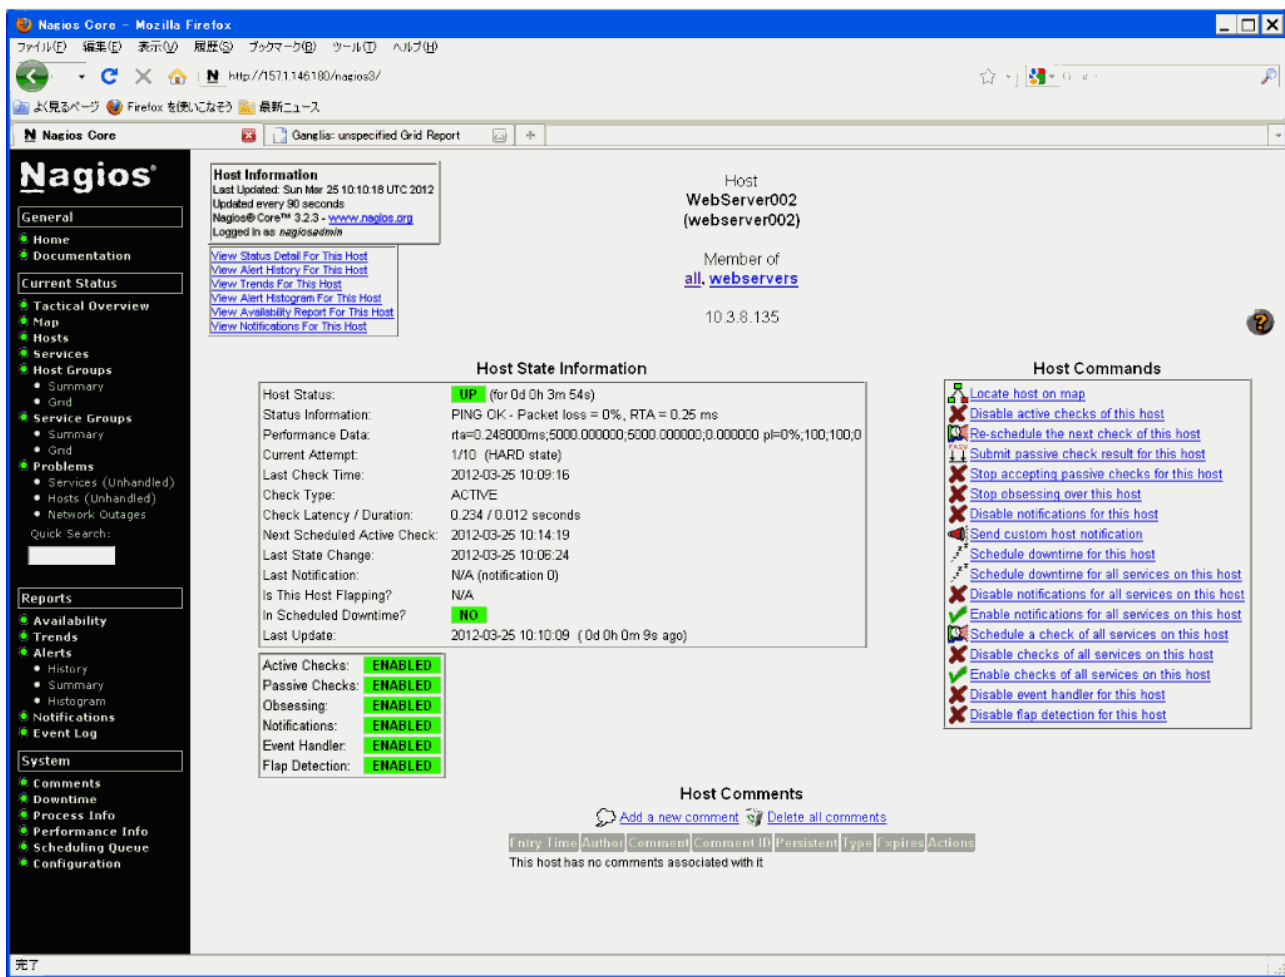 Nagios Core - Mozilla Firefox
ファイル(F) 編集(E) 表示(V) 履歴(S) ブックマーク(B) ツール(T) ヘルプ(H)
http://157.1.146.180/nagios3/
よく見るページ Firefox を使いこなそう 最新ニュース
Nagios Core Ganglia: unspecified Grid Report
Nagios®
General
Home
Documentation
Current Status
Tactical Overview
Map
Hosts
Services
Host Groups
Summary
Grid
Service Groups
Summary
Grid
Problems
Services (Unhandled)
Hosts (Unhandled)
Network Outages
Quick Search:
Reports
Availability
Trends
Alerts
History
Summary
Histogram
Notifications
Event Log
System
Comments
Downtime
Process Info
Performance Info
Scheduling Queue
Configuration
Host Information
Last Updated: Sun Mar 25 10:10:18 UTC 2012
Updated every 90 seconds
Nagios® Core™ 3.2.3 - www.nagios.org
Logged in as nagiosadmin
View Status Detail For This Host
View Alert History For This Host
View Trends For This Host
View Alert Histogram For This Host
View Availability Report For This Host
View Notifications For This Host
Host
WebServer002
(webserver002)
Member of
all, webservers
10.3.8.135
Host State Information
Host Status: UP (for 0d 0h 3m 54s)
Status Information: PING OK - Packet loss = 0%, RTA = 0.25 ms
Performance Data: rta=0.248000ms;5000.000000;5000.000000;0.000000 pl=0%;100;100;0
Current Attempt: 1/10 (HARD state)
Last Check Time: 2012-03-25 10:09:16
Check Type: ACTIVE
Check Latency / Duration: 0.234 / 0.012 seconds
Next Scheduled Active Check: 2012-03-25 10:14:19
Last State Change: 2012-03-25 10:06:24
Last Notification: N/A (notification 0)
Is This Host Flapping? N/A
In Scheduled Downtime? NO
Last Update: 2012-03-25 10:10:09 ( 0d 0h 0m 9s ago)
Active Checks: ENABLED
Passive Checks: ENABLED
Obsessing: ENABLED
Notifications: ENABLED
Event Handler: ENABLED
Flap Detection: ENABLED
Host Commands
Locate host on map
Disable active checks of this host
Re-schedule the next check of this host
Submit passive check result for this host
Stop accepting passive checks for this host
Stop obsessing over this host
Disable notifications for this host
Send custom host notification
Schedule downtime for this host
Schedule downtime for all services on this host
Disable notifications for all services on this host
Enable notifications for all services on this host
Schedule a check of all services on this host
Disable checks of all services on this host
Enable checks of all services on this host
Disable event handler for this host
Disable flap detection for this host
Host Comments
Add a new comment Delete all comments
Entry Time Author Comment Comment ID Persistent Type Expires Actions
This host has no comments associated with it
完了